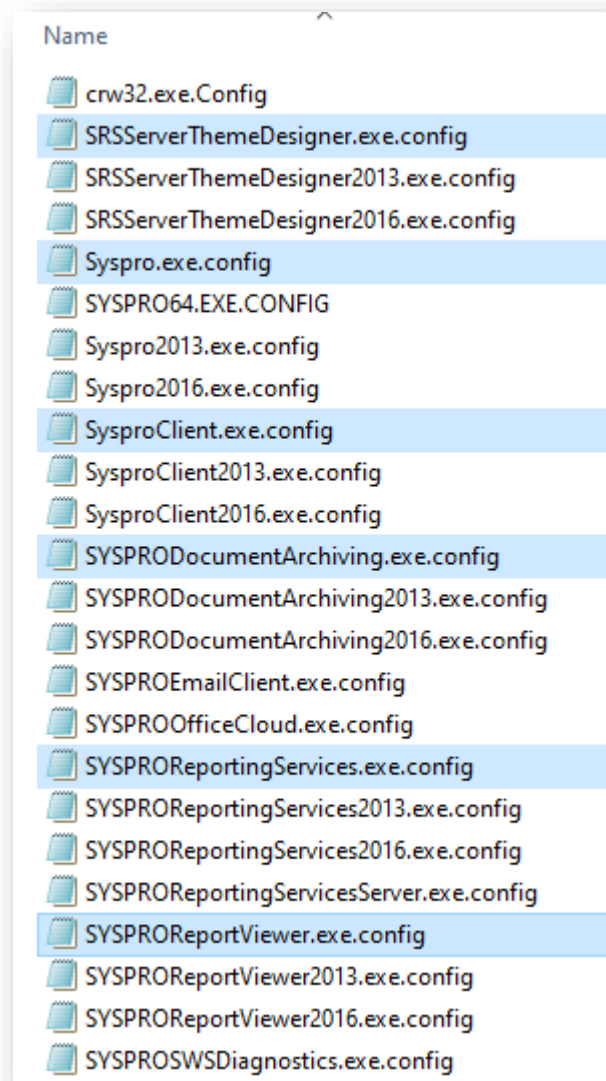 Name
crw32.exe.Config
SRSServerThemeDesigner.exe.config
SRSServerThemeDesigner2013.exe.config
SRSServerThemeDesigner2016.exe.config
Syspro.exe.config
SYSPRO64.EXE.CONFIG
Syspro2013.exe.config
Syspro2016.exe.config
SysproClient.exe.config
SysproClient2013.exe.config
SysproClient2016.exe.config
SYSPRODocumentArchiving.exe.config
SYSPRODocumentArchiving2013.exe.config
SYSPRODocumentArchiving2016.exe.config
SYSPROEmailClient.exe.config
SYSPROOfficeCloud.exe.config
SYSPROReportingServices.exe.config
SYSPROReportingServices2013.exe.config
SYSPROReportingServices2016.exe.config
SYSPROReportingServicesServer.exe.config
SYSPROReportViewer.exe.config
SYSPROReportViewer2013.exe.config
SYSPROReportViewer2016.exe.config
SYSPROSWSDiagnostics.exe.config